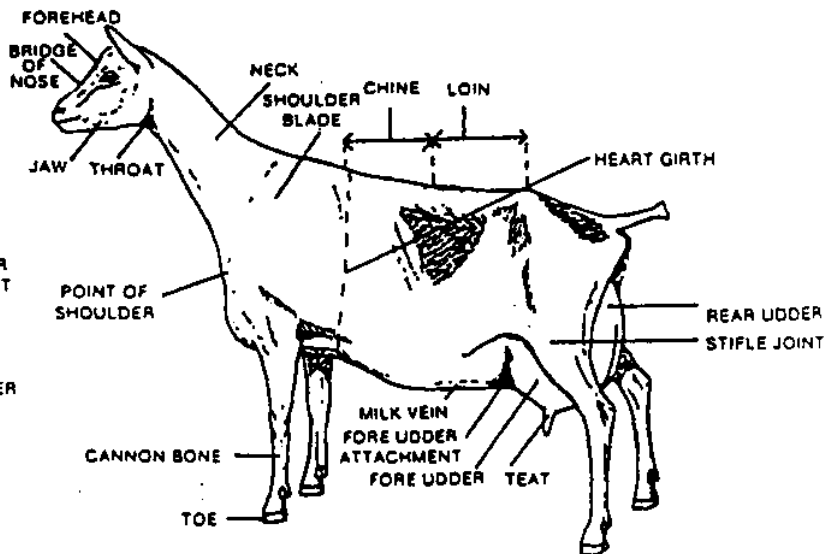 FOREHEAD
BRIDGE
OF
NOSE
NECK
SHOULDER
BLADE
CHINE
LOIN
HEART GIRTH
JAW
THROAT
POINT OF
SHOULDER
REAR UDDER
STIFLE JOINT
MILK VEIN
FORE UDDER
ATTACHMENT
FORE UDDER
TEAT
CANNON BONE
TOE